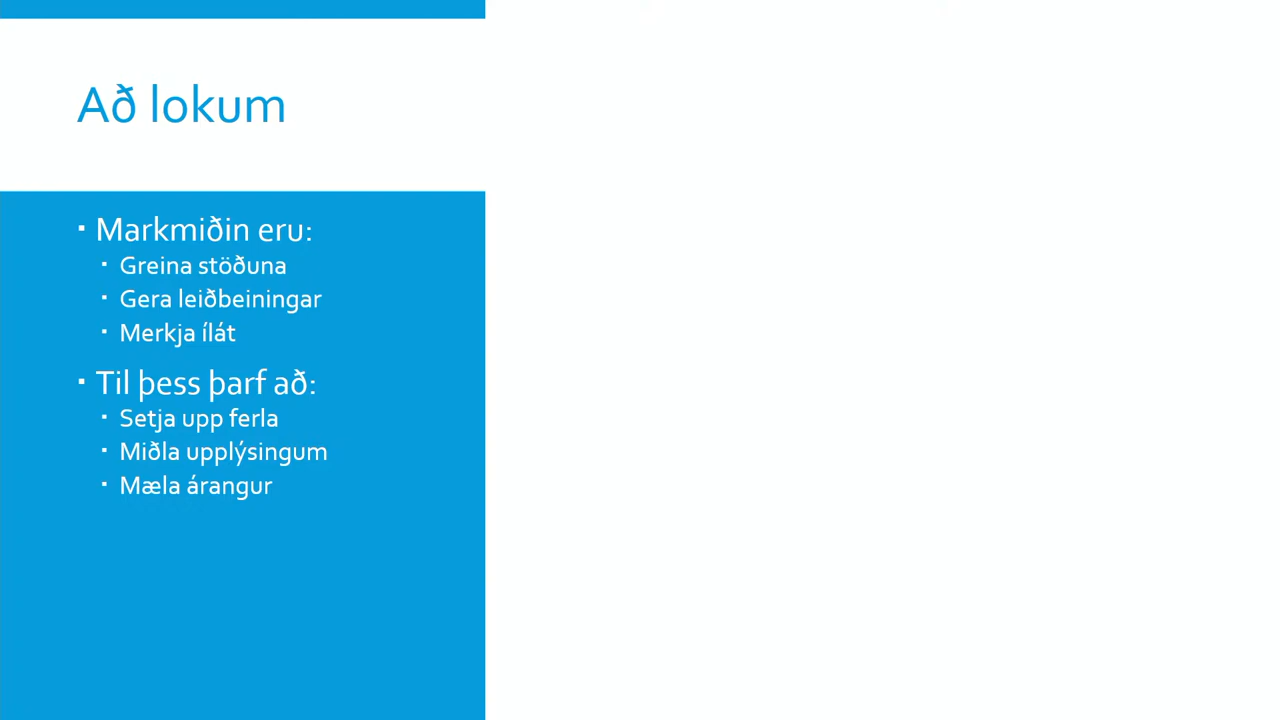 Að lokum
▪ Markmiðin eru:
▪ Greina stöðuna
▪ Gera leiðbeiningar
▪ Merkja ílát
▪ Til þess þarf að:
▪ Setja upp ferla
▪ Miðla upplýsingum
▪ Mæla árangur